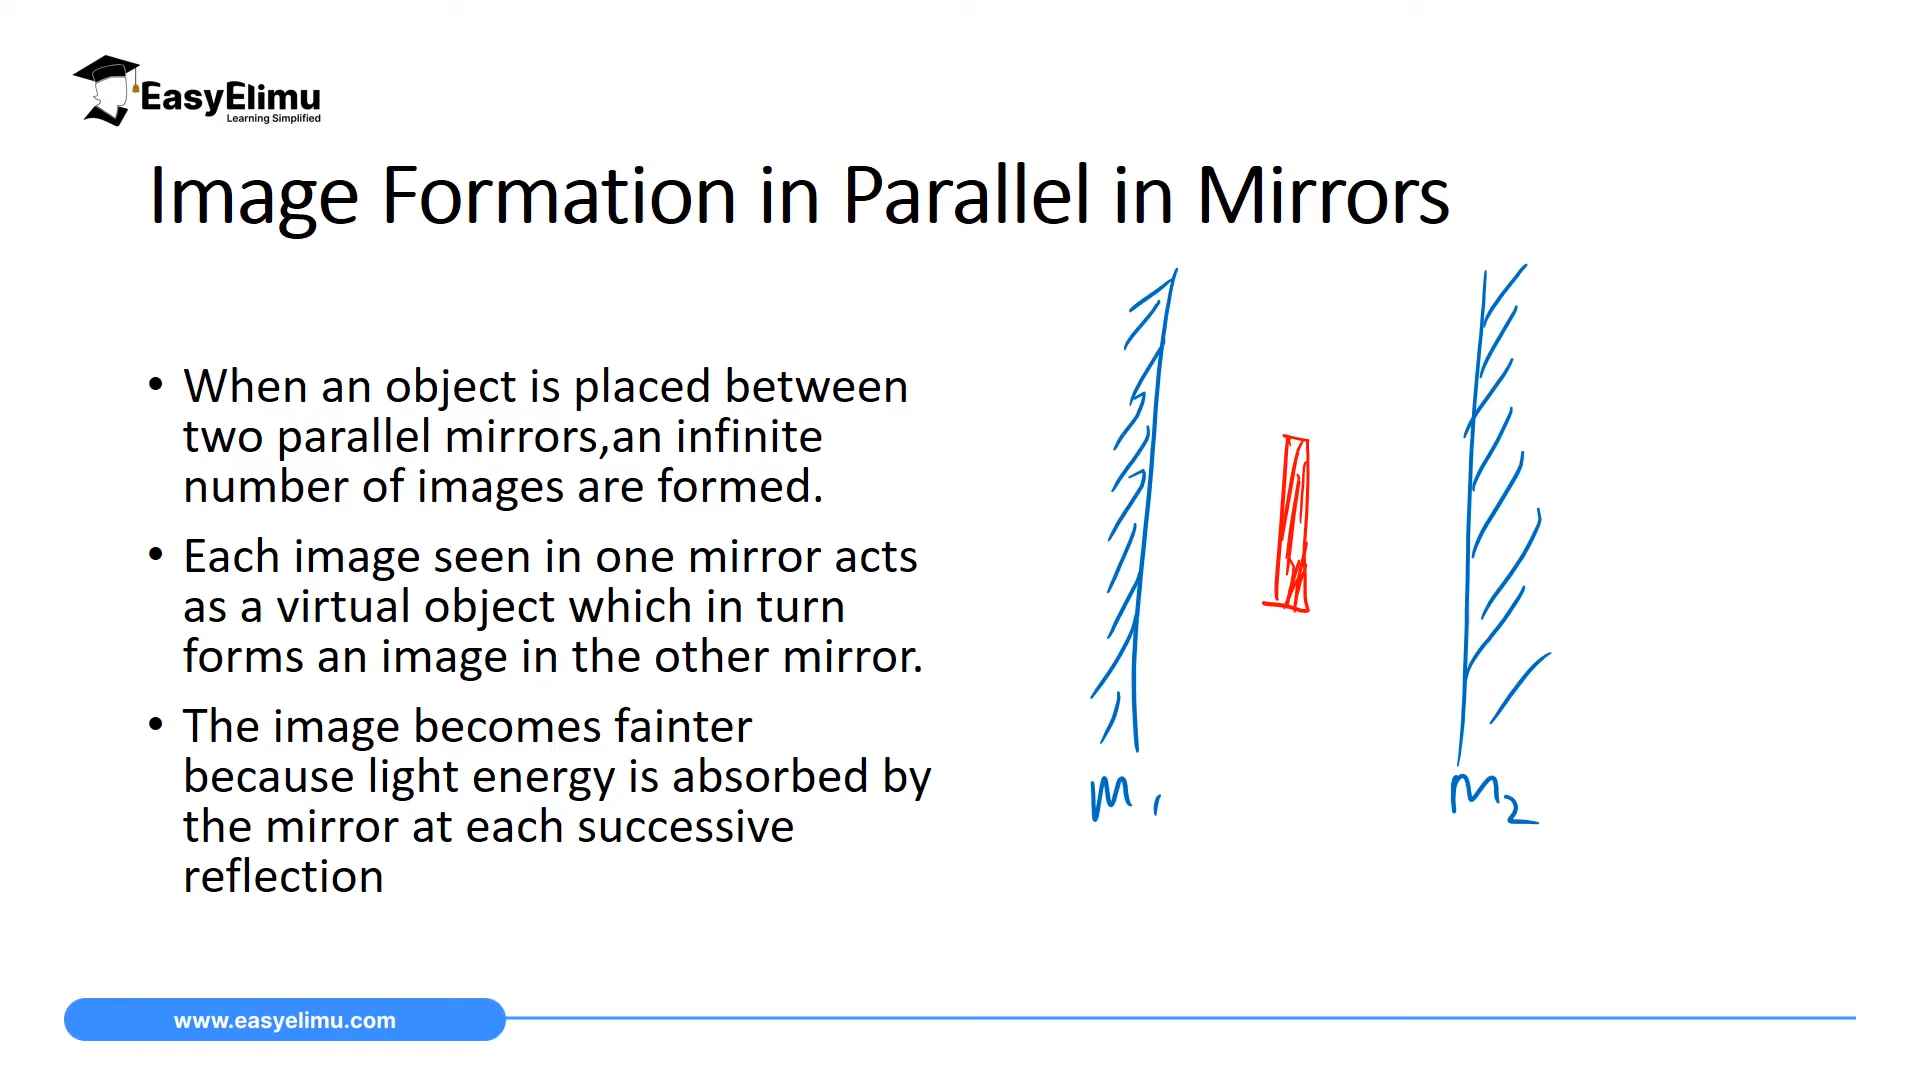 EasyElimu
Learning Simplified
Image Formation in Parallel in Mirrors
• When an object is placed between
two parallel mirrors,an infinite
number of images are formed.
• Each image seen in one mirror acts
as a virtual object which in turn
forms an image in the other mirror.
• The image becomes fainter
because light energy is absorbed by
the mirror at each successive
reflection
m1
m2
www.easyelimu.com